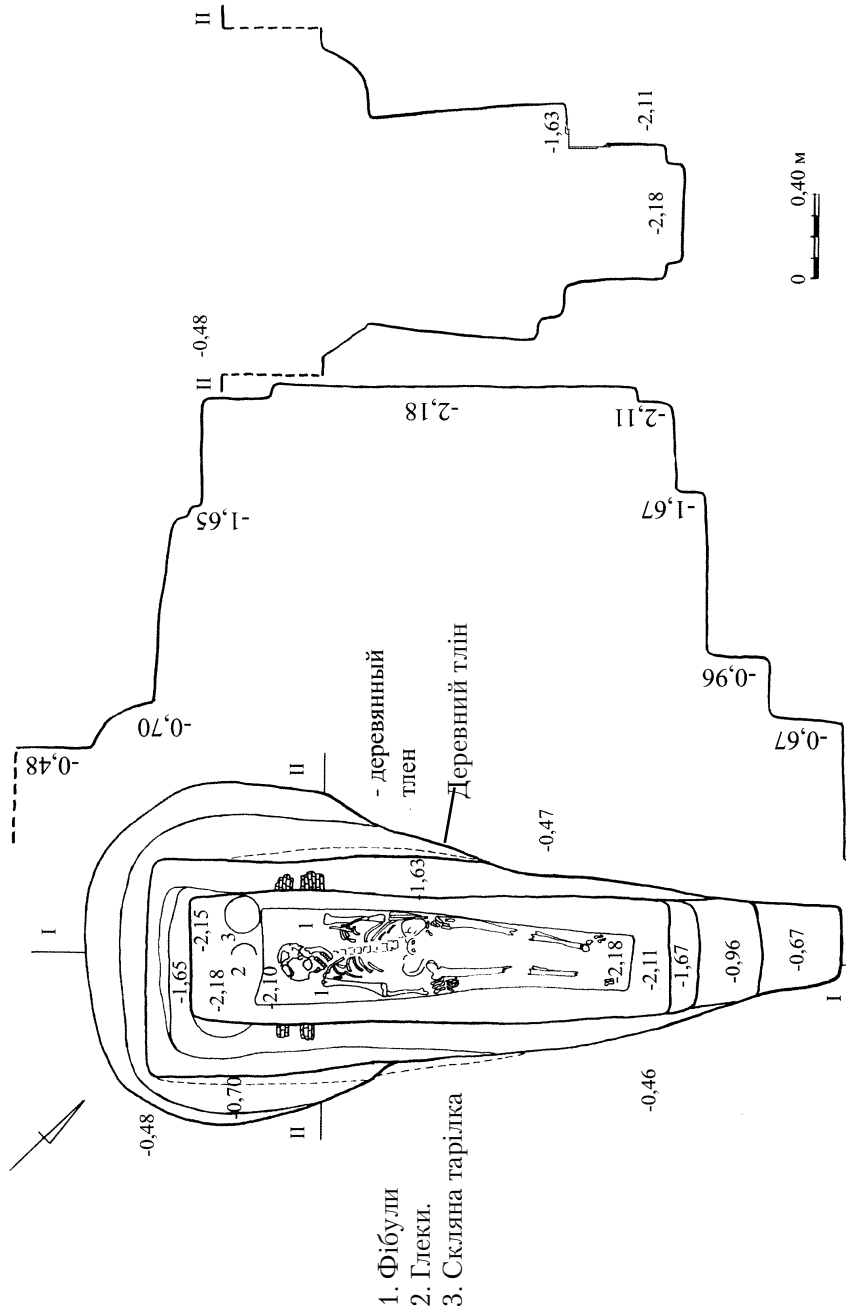 II
-1,63
-2,11
-2,18
0
0,40 м
-0,48
II
-2,18
-2,11
-1,65
-1,67
-0,70
-0,96
-0,48
-0,67
II
- деревянный
тлен
Деревний тлін
-0,47
I
-1,63
-2,15
3
1
-1,65
-2,18
2
-2,10
1
-2,18
-2,11
-1,67
-0,96
-0,67
I
-0,70
-0,48
II
-0,46
1. Фібули
2. Глеки.
3. Скляна тарілка